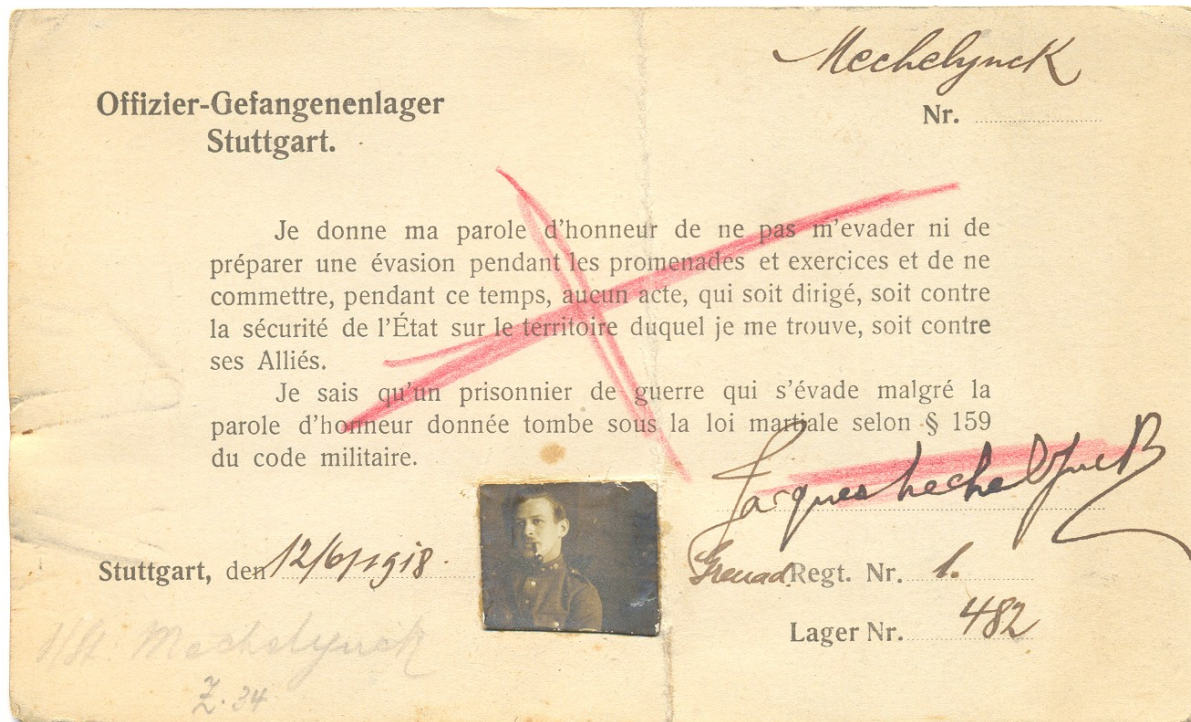 Mechelynck
Offizier-Gefangenenlager
Stuttgart.
Nr.
Je donne ma parole d'honneur de ne pas m'evader ni de
préparer une évasion pendant les promenades et exercices et de ne
commettre, pendant ce temps, aucun acte, qui soit dirigé, soit contre
la sécurité de l'État sur le territoire duquel je me trouve, soit contre
ses Alliés.
Je sais qu'un prisonnier de guerre qui s'évade malgré la
parole d'honneur donnée tombe sous la loi martiale selon § 159
du code militaire.
Jacques Mechelynck
Stuttgart, den 12/6/1918.
Grenad Regt. Nr. 1.
Lager Nr. 482
Mechelynck
Z. 34